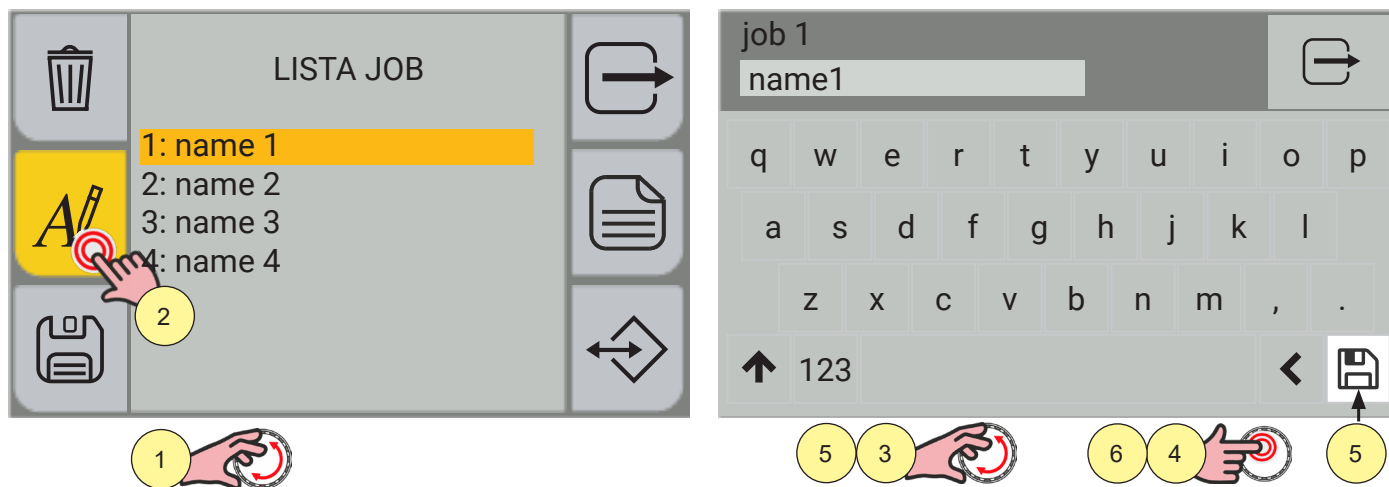 LISTA JOB
1: name 1
2: name 2
3: name 3
4: name 4
A
2
1
job 1
name1
q w e r t y u i o p
a s d f g h j k l
z x c v b n m , .
123
5 3 6 4 5